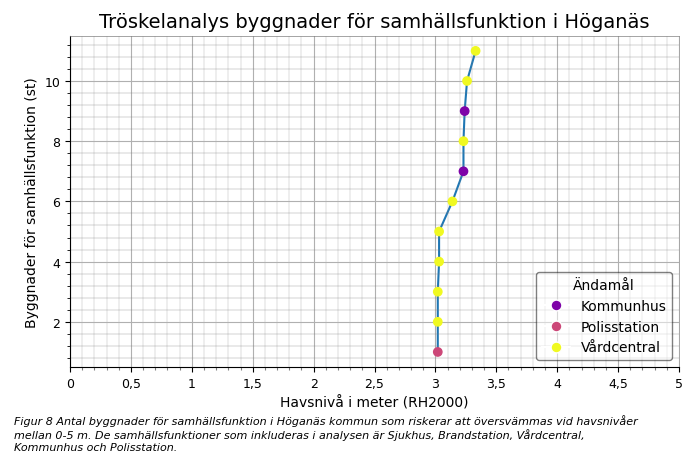 Tröskelanalys byggnader för samhällsfunktion i Höganäs
Byggnader för samhällsfunktion (st)
10
8
6
4
2
Ändamål
Kommunhus
Polisstation
Vårdcentral
0 0,5 1 1,5 2 2,5 3 3,5 4 4,5 5
Havsnivå i meter (RH2000)
Figur 8 Antal byggnader för samhällsfunktion i Höganäs kommun som riskerar att översvämmas vid havsnivåer
mellan 0-5 m. De samhällsfunktioner som inkluderas i analysen är Sjukhus, Brandstation, Vårdcentral,
Kommunhus och Polisstation.